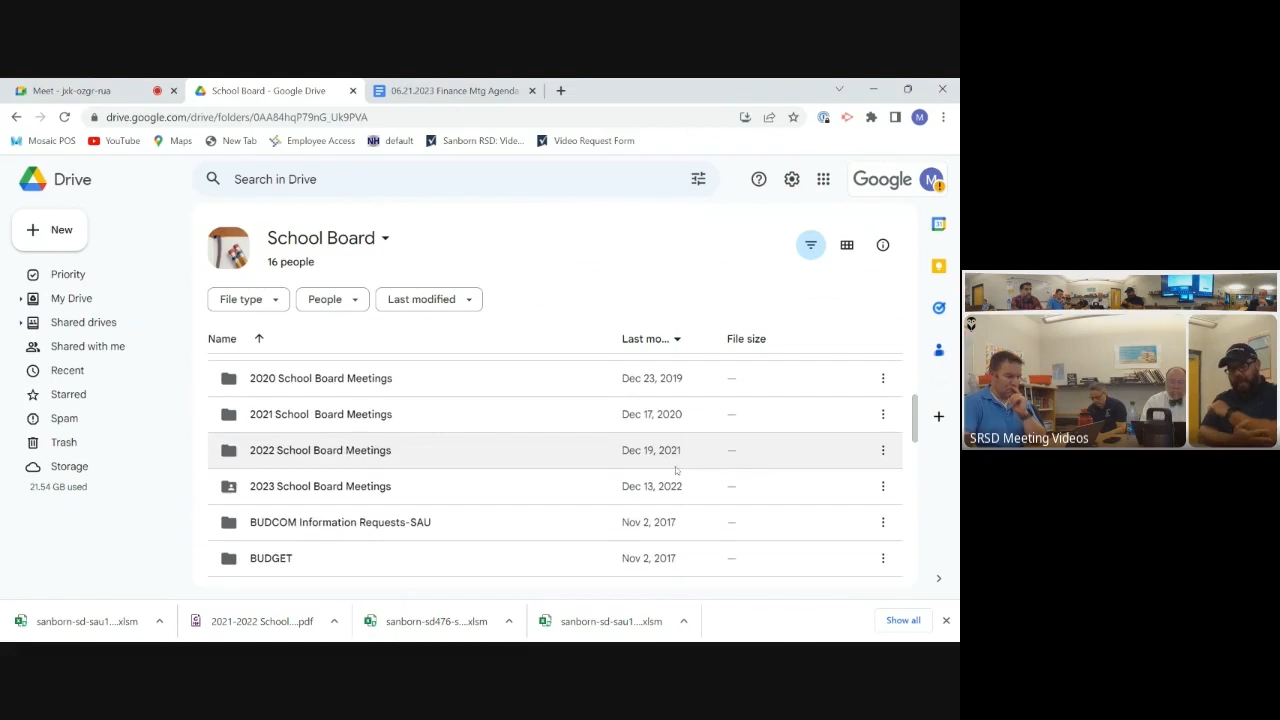 Meet - jxk-ozgr-rua
School Board - Google Drive
06.21.2023 Finance Mtg Agenda
drive.google.com/drive/folders/0AA84hqP79nG_Uk9PVA
M
Mosaic POS
YouTube
Maps
New Tab
Employee Access
NH default
Sanborn RSD: Vide...
Video Request Form
Drive
Search in Drive
Google
M
New
Priority
My Drive
Shared drives
Shared with me
Recent
Starred
Spam
Trash
Storage
21.54 GB used
School Board
16 people
File type
People
Last modified
Name
Last mo...
File size
2020 School Board Meetings
Dec 23, 2019
—
2021 School  Board Meetings
Dec 17, 2020
—
2022 School Board Meetings
Dec 19, 2021
—
2023 School Board Meetings
Dec 13, 2022
—
BUDCOM Information Requests-SAU
Nov 2, 2017
—
BUDGET
Nov 2, 2017
—
sanborn-sd-sau1....xlsm
2021-2022 School....pdf
sanborn-sd476-s....xlsm
sanborn-sd-sau1....xlsm
Show all
SRSD Meeting Videos